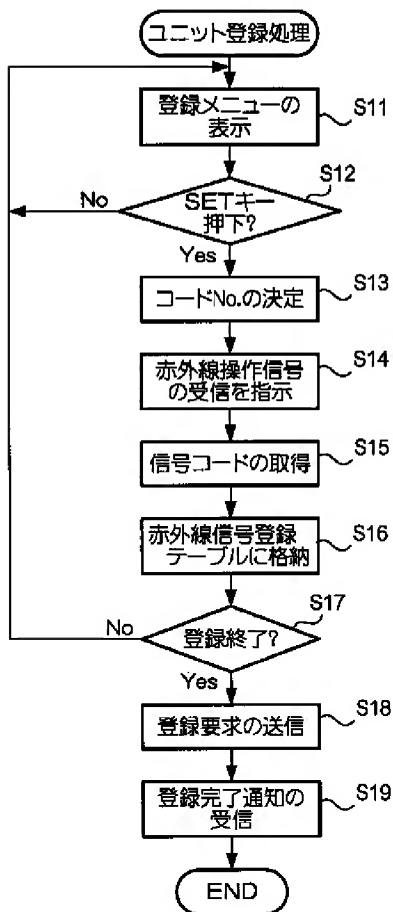 ユニット登録処理
登録メニューの
表示
S11
S12
SETキー
押下?
No
Yes
S13
コードNo.の決定
S14
赤外線操作信号
の受信を指示
S15
信号コードの取得
S16
赤外線信号登録
テーブルに格納
S17
登録終了?
No
Yes
S18
登録要求の送信
S19
登録完了通知の
受信
END